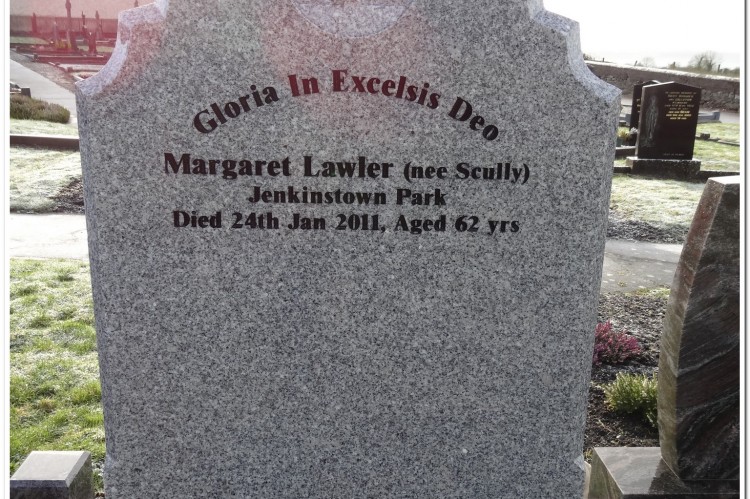 Gloria In Excelsis Deo
Margaret Lawler (nee Scully)
Jenkinstown Park
Died 24th Jan 2011, Aged 62 yrs